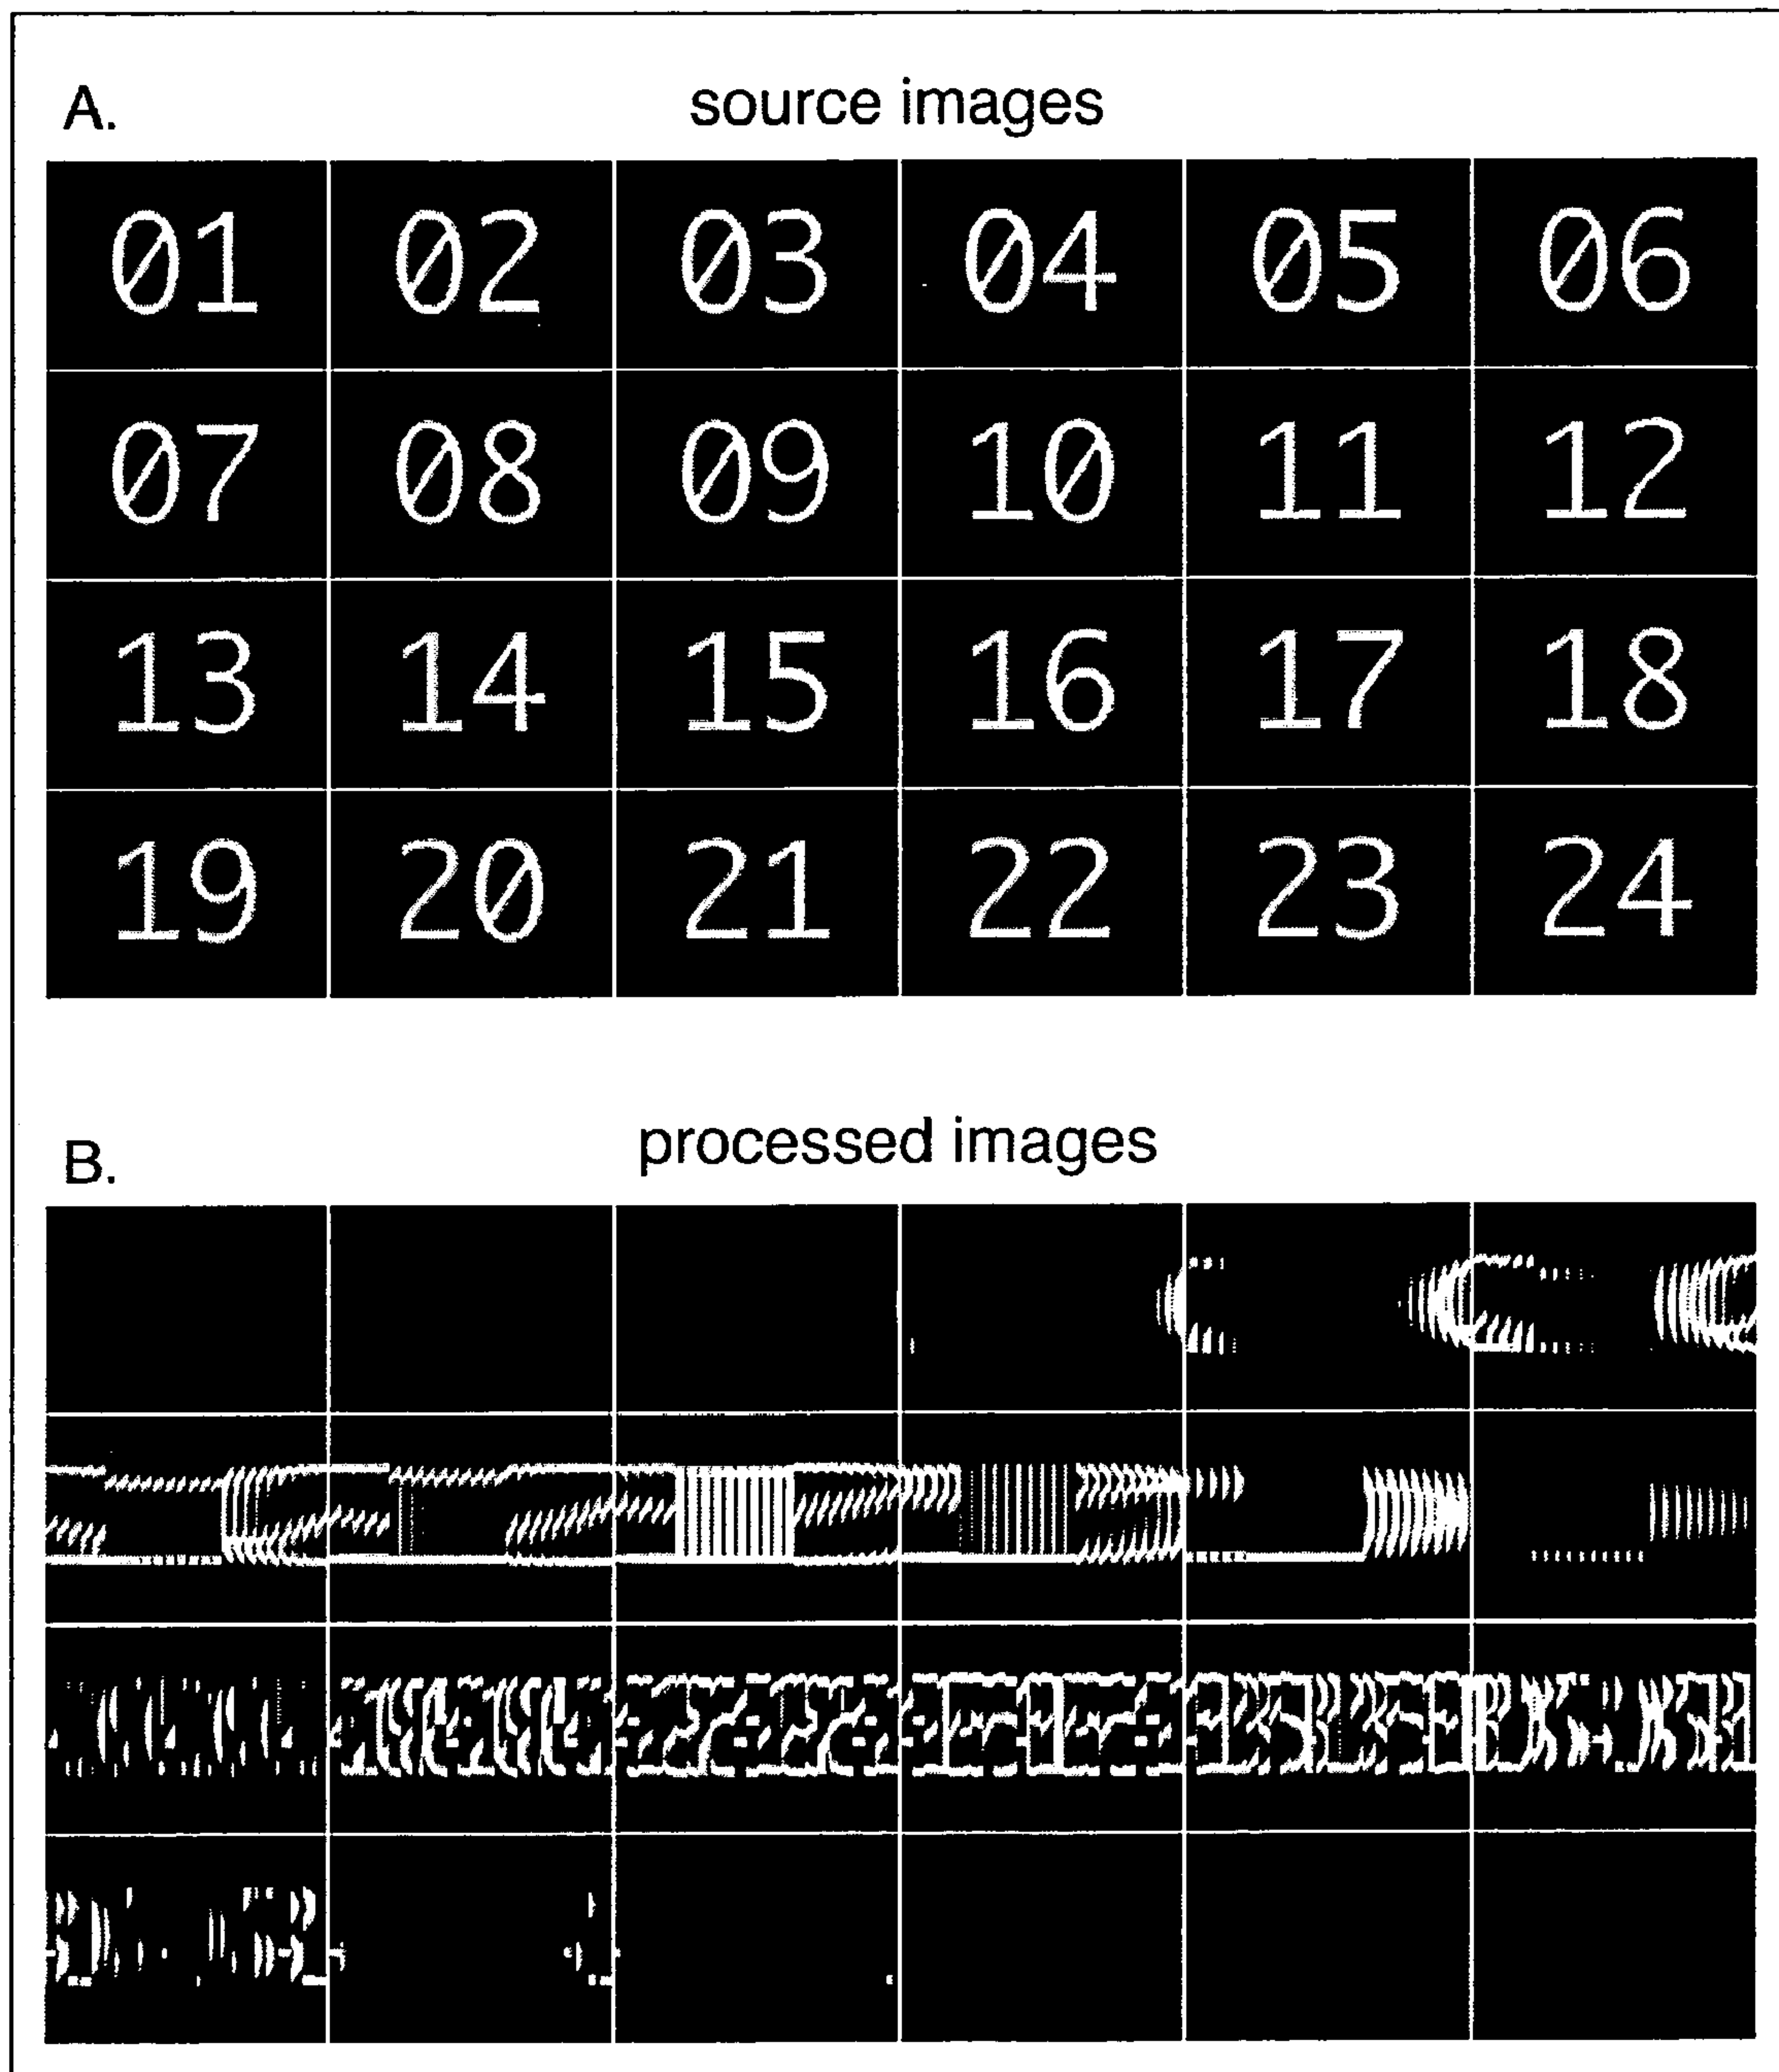 A.
source images
01 02 03 04 05 06
07 08 09 10 11 12
13 14 15 16 17 18
19 20 21 22 23 24
B.
processed images